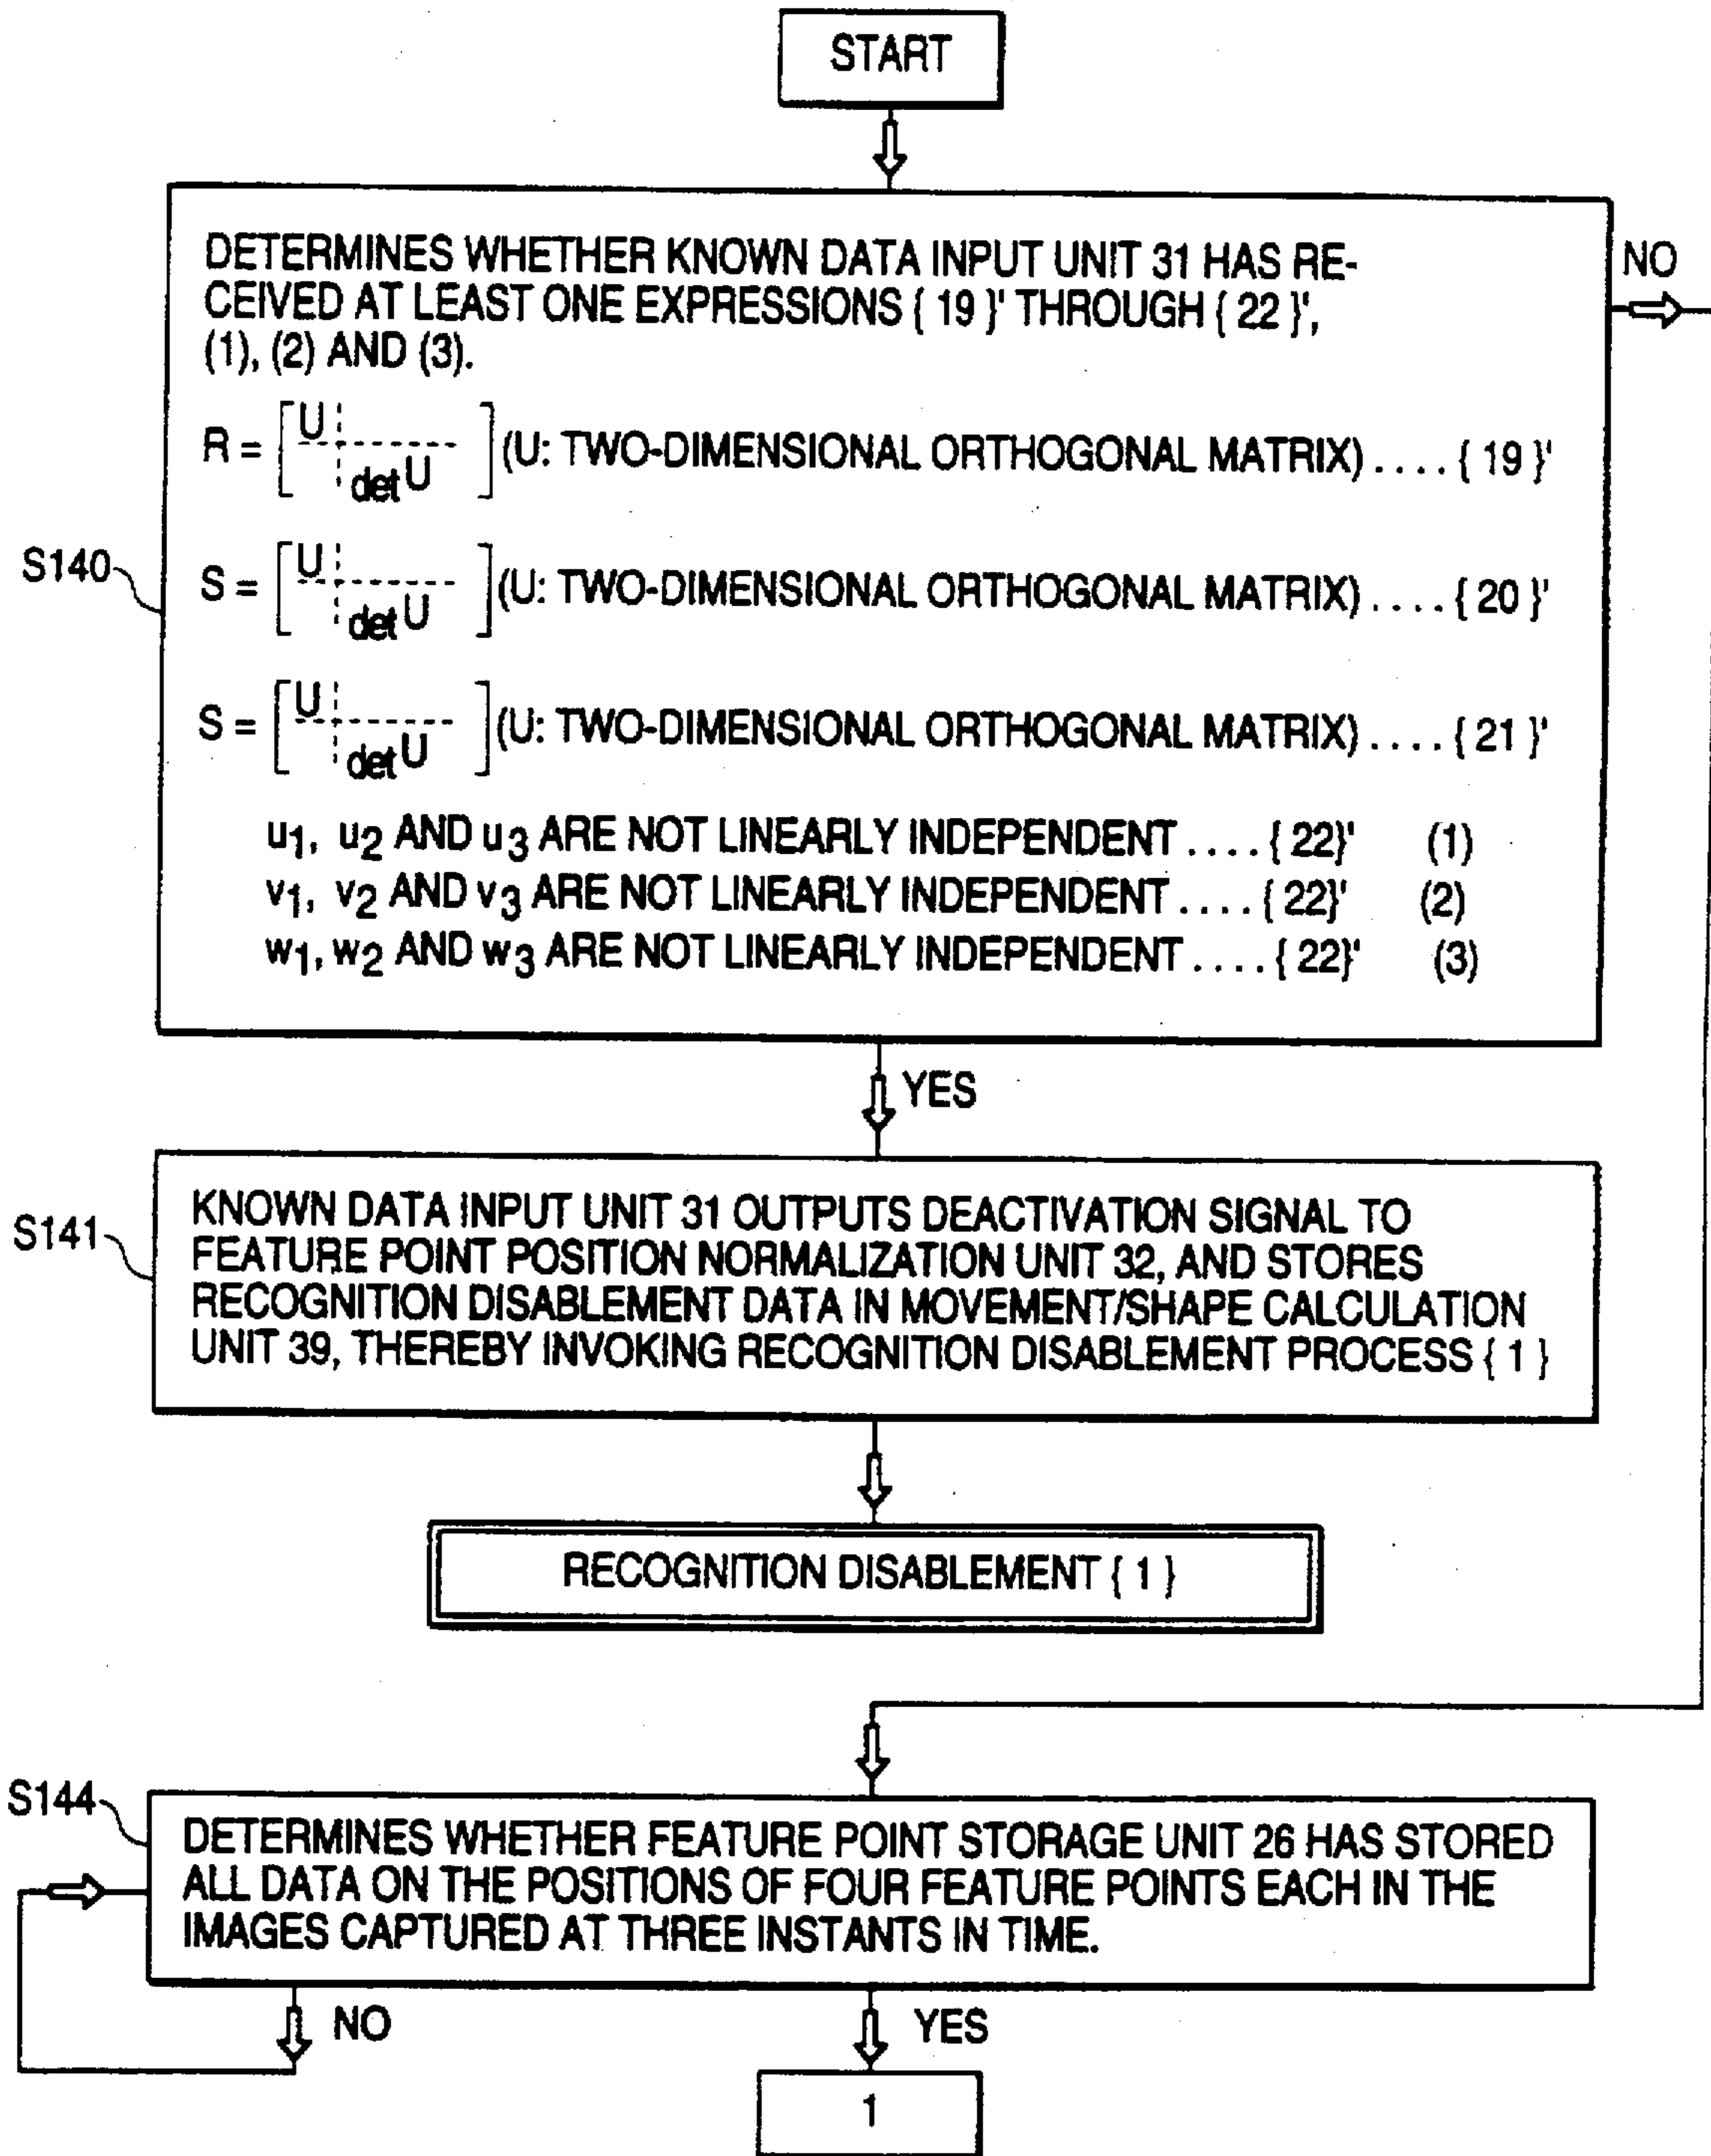 START
DETERMINES WHETHER KNOWN DATA INPUT UNIT 31 HAS RE-
CEIVED AT LEAST ONE EXPRESSIONS { 19 }' THROUGH { 22 }',
(1), (2) AND (3).
NO
R = [ U det U ] (U: TWO-DIMENSIONAL ORTHOGONAL MATRIX) .... { 19 }'
S140
S = [ U det U ] (U: TWO-DIMENSIONAL ORTHOGONAL MATRIX) .... { 20 }'
S = [ U det U ] (U: TWO-DIMENSIONAL ORTHOGONAL MATRIX) .... { 21 }'
u1, u2 AND u3 ARE NOT LINEARLY INDEPENDENT .... { 22}' (1)
v1, v2 AND v3 ARE NOT LINEARLY INDEPENDENT .... { 22}' (2)
w1, w2 AND w3 ARE NOT LINEARLY INDEPENDENT .... { 22}' (3)
YES
S141
KNOWN DATA INPUT UNIT 31 OUTPUTS DEACTIVATION SIGNAL TO
FEATURE POINT POSITION NORMALIZATION UNIT 32, AND STORES
RECOGNITION DISABLEMENT DATA IN MOVEMENT/SHAPE CALCULATION
UNIT 39, THEREBY INVOKING RECOGNITION DISABLEMENT PROCESS { 1 }
RECOGNITION DISABLEMENT { 1 }
S144
DETERMINES WHETHER FEATURE POINT STORAGE UNIT 26 HAS STORED
ALL DATA ON THE POSITIONS OF FOUR FEATURE POINTS EACH IN THE
IMAGES CAPTURED AT THREE INSTANTS IN TIME.
NO
YES
1